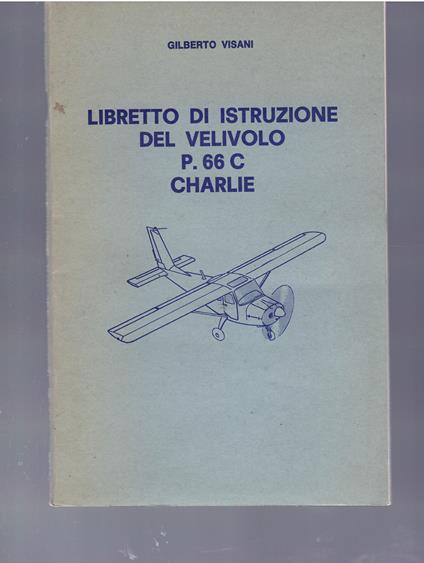 GILBERTO VISANI
LIBRETTO DI ISTRUZIONE
DEL VELIVOLO
P. 66 C
CHARLIE